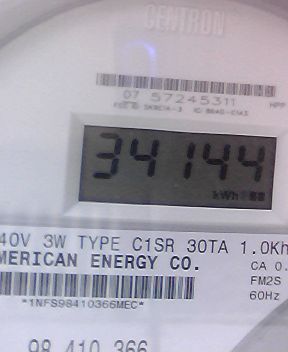 CENTRON
07 57245311 HPP
34144
kWh
40V 3W TYPE C1SR 30TA 1.0Kh
MERICAN ENERGY CO. CA 0.
FM2S
*1NFS98410366MEC* 60Hz
98 410 366